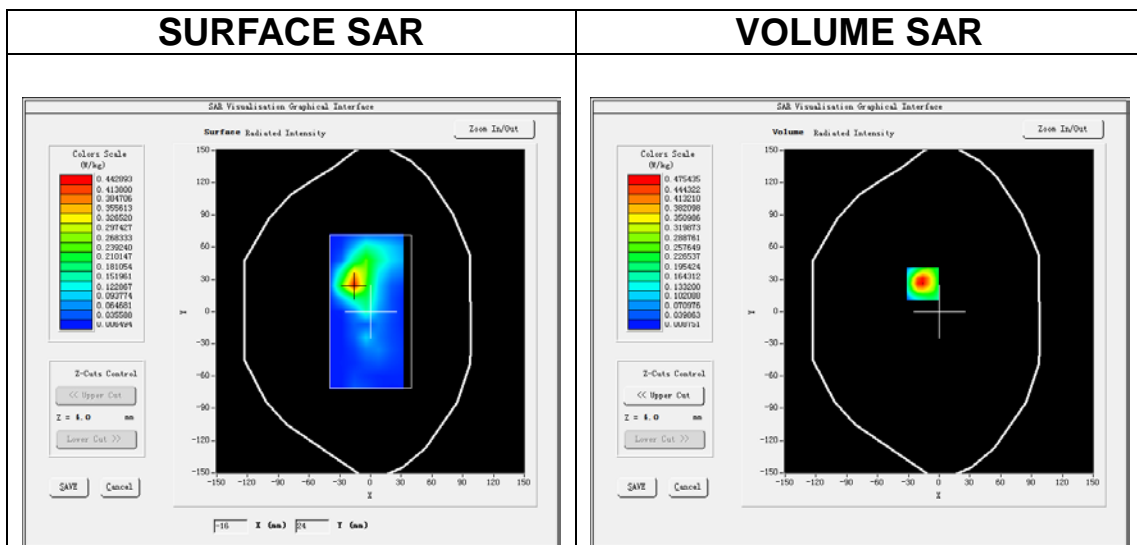 SURFACE SAR
VOLUME SAR
SAR Visualisation Graphical Interface
Surface Radiated Intensity
Zoom In/Out
Colors Scale
(W/kg)
0.442893
0.413800
0.384706
0.355613
0.326520
0.297427
0.268333
0.239240
0.210147
0.181054
0.151961
0.122867
0.093774
0.064681
0.035588
0.006494
150
120
90
60
30
0
-30
-60
-90
-120
-150
Y
-150 -120 -90 -60 -30 0 30 60 90 120 150
X
Z-Cuts Control
<< Upper Cut
Z = 4.0 mm
Lower Cut >>
SAVE Cancel
-16 X (mm) 24 Y (mm)
SAR Visualisation Graphical Interface
Volume Radiated Intensity
Zoom In/Out
Colors Scale
(W/kg)
0.475435
0.444322
0.413210
0.382098
0.350986
0.319873
0.288761
0.257649
0.226537
0.195424
0.164312
0.133200
0.102088
0.070976
0.039863
0.008751
150
120
90
60
30
0
-30
-60
-90
-120
-150
Y
-150 -120 -90 -60 -30 0 30 60 90 120 150
X
Z-Cuts Control
<< Upper Cut
Z = 4.0 mm
Lower Cut >>
SAVE Cancel